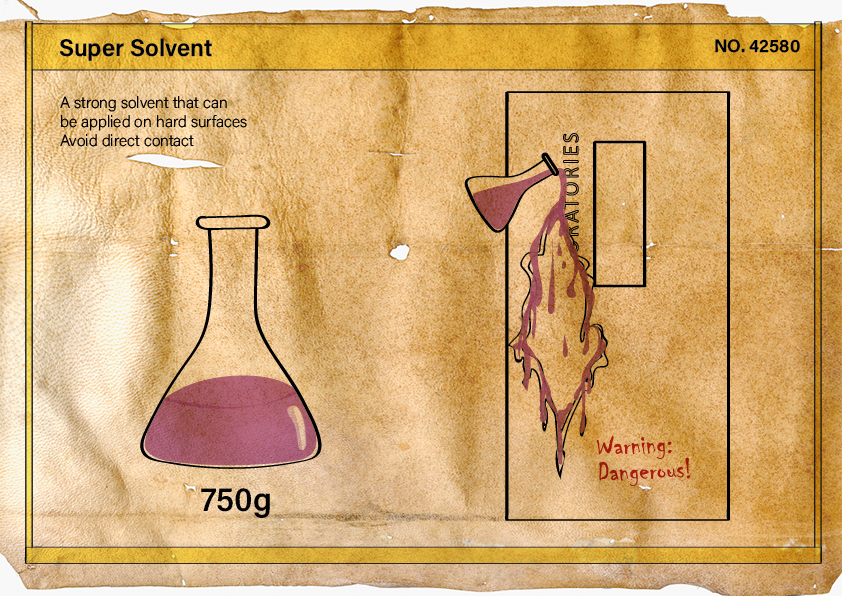 Super Solvent
NO. 42580
A strong solvent that can
be applied on hard surfaces
Avoid direct contact
750g
Warning:
Dangerous!